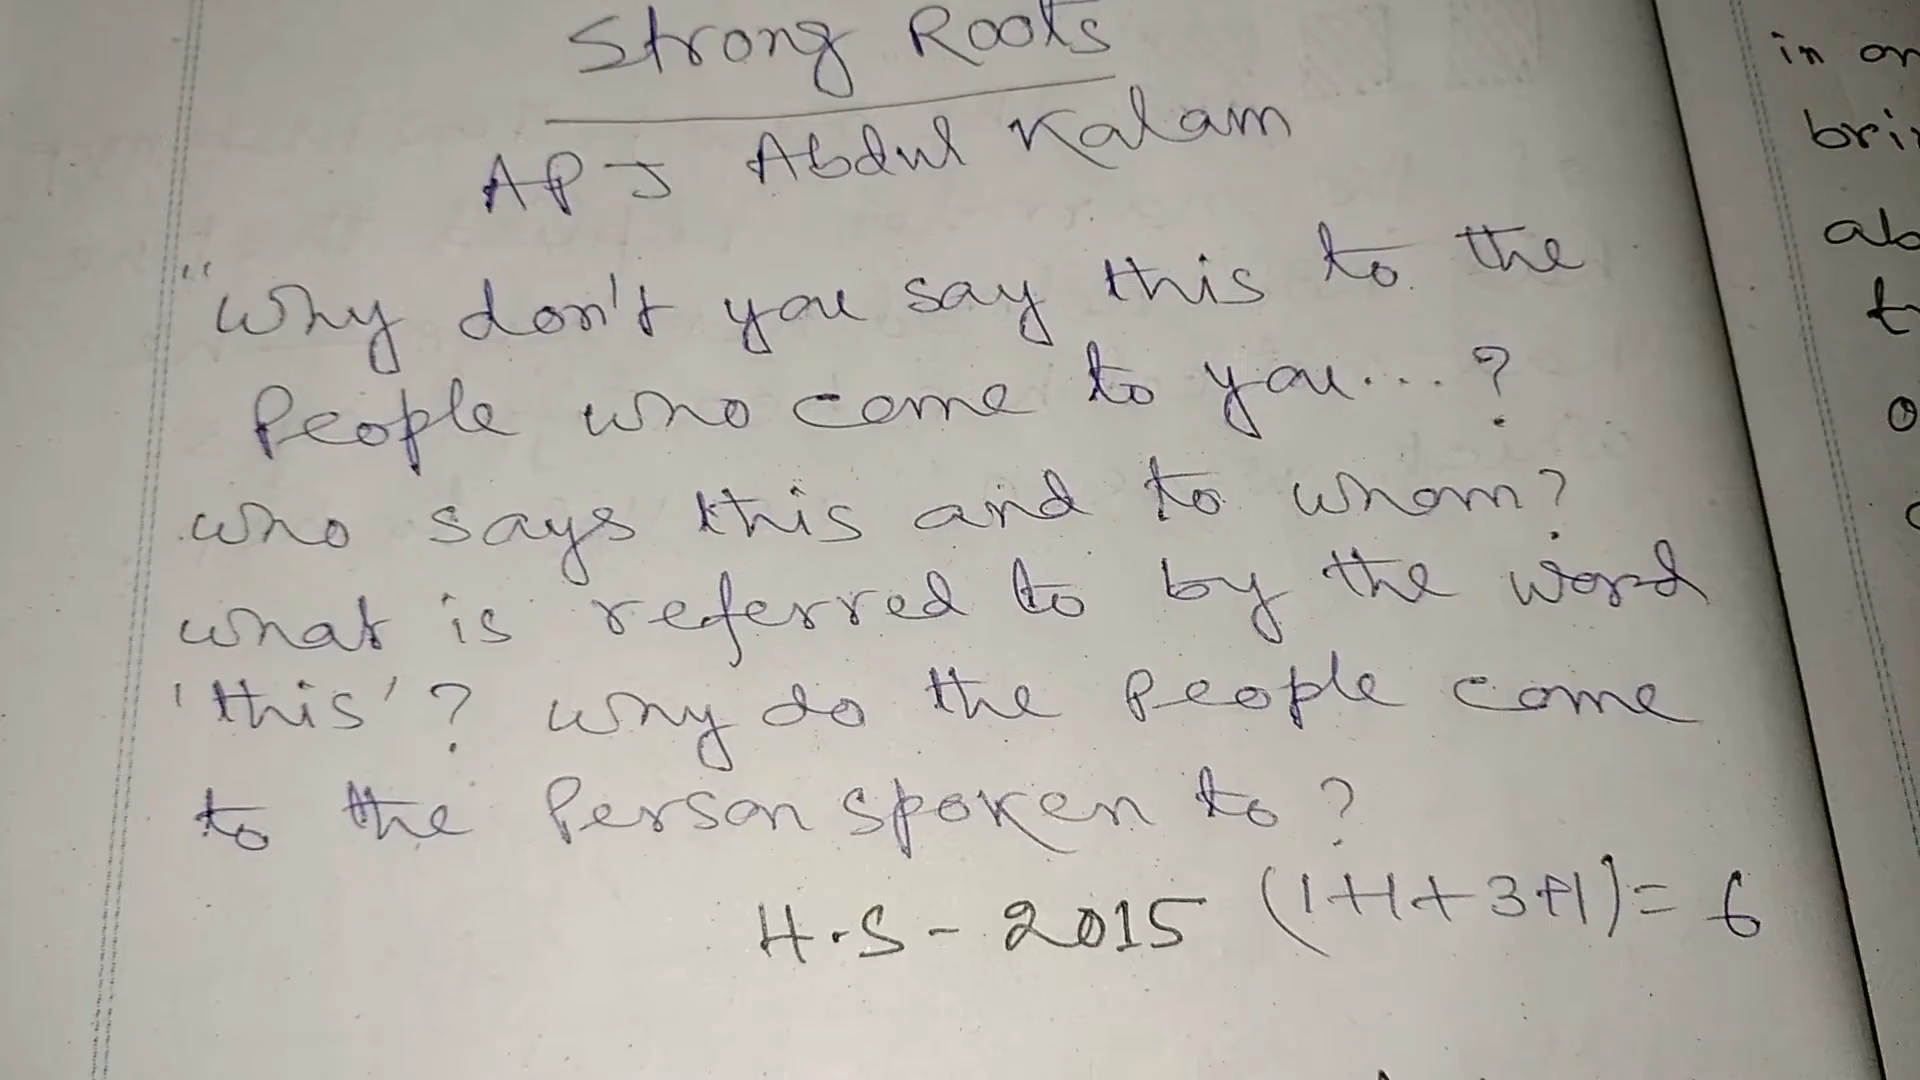 Strong Roots
APJ Abdul Kalam
"Why don't you say this to the
People who come to you...?
who says this and to whom?
what is referred to by the word
'this'? why do the people come
to the Person spoken to?
H.S - 2015 (1+1+3+1)= 6
in
bri
ab